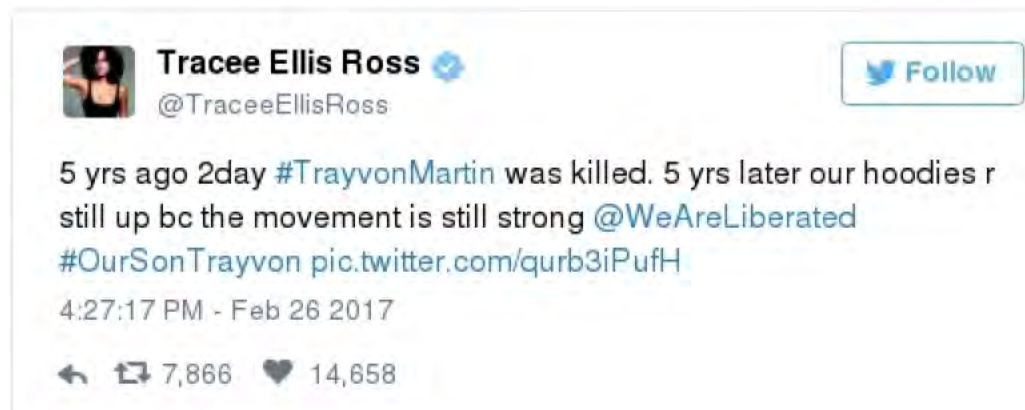 Tracee Ellis Ross
@TraceeEllisRoss
Follow
5 yrs ago 2day #TrayvonMartin was killed. 5 yrs later our hoodies r
still up bc the movement is still strong @WeAreLiberated
#OurSonTrayvon pic.twitter.com/qurb3iPufH
4:27:17 PM - Feb 26 2017
7,866 14,658